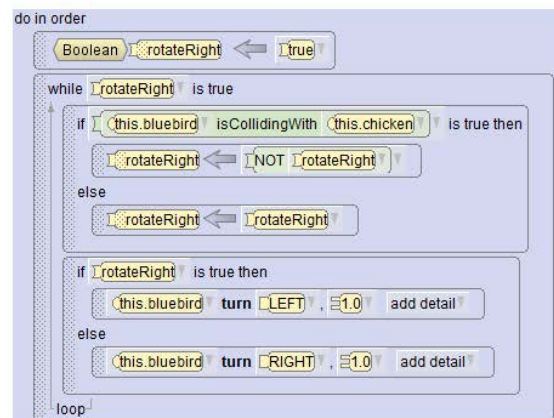 do in order
Boolean rotateRight true
while rotateRight is true
if this.bluebird isCollidingWith this.chicken is true then
rotateRight NOT rotateRight
else
rotateRight rotateRight
if rotateRight is true then
this.bluebird turn LEFT , 1.0 add detail
else
this.bluebird turn RIGHT , 1.0 add detail
loop